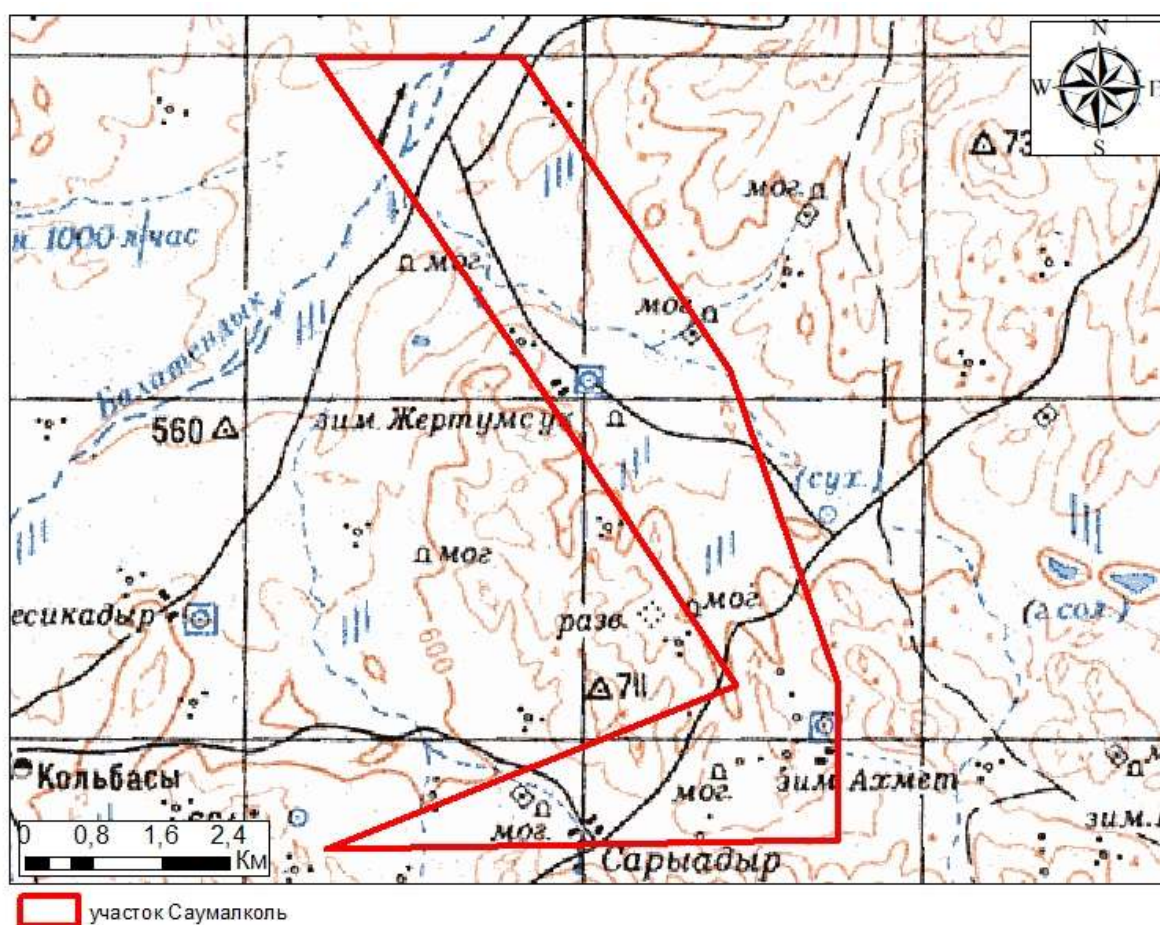 N
W
S
73
мог.
н. 1000 л/час
мог.
мог.
Балатендык
560
зим. Жертумсук
(сух.)
мог
есикадыр
разв.
мог.
(г.сол.)
600
711
Кольбасы
зим. Ахмет
мог.
мог.
зим.
Сарыадыр
0 0,8 1,6 2,4
Км
участок Саумалколь